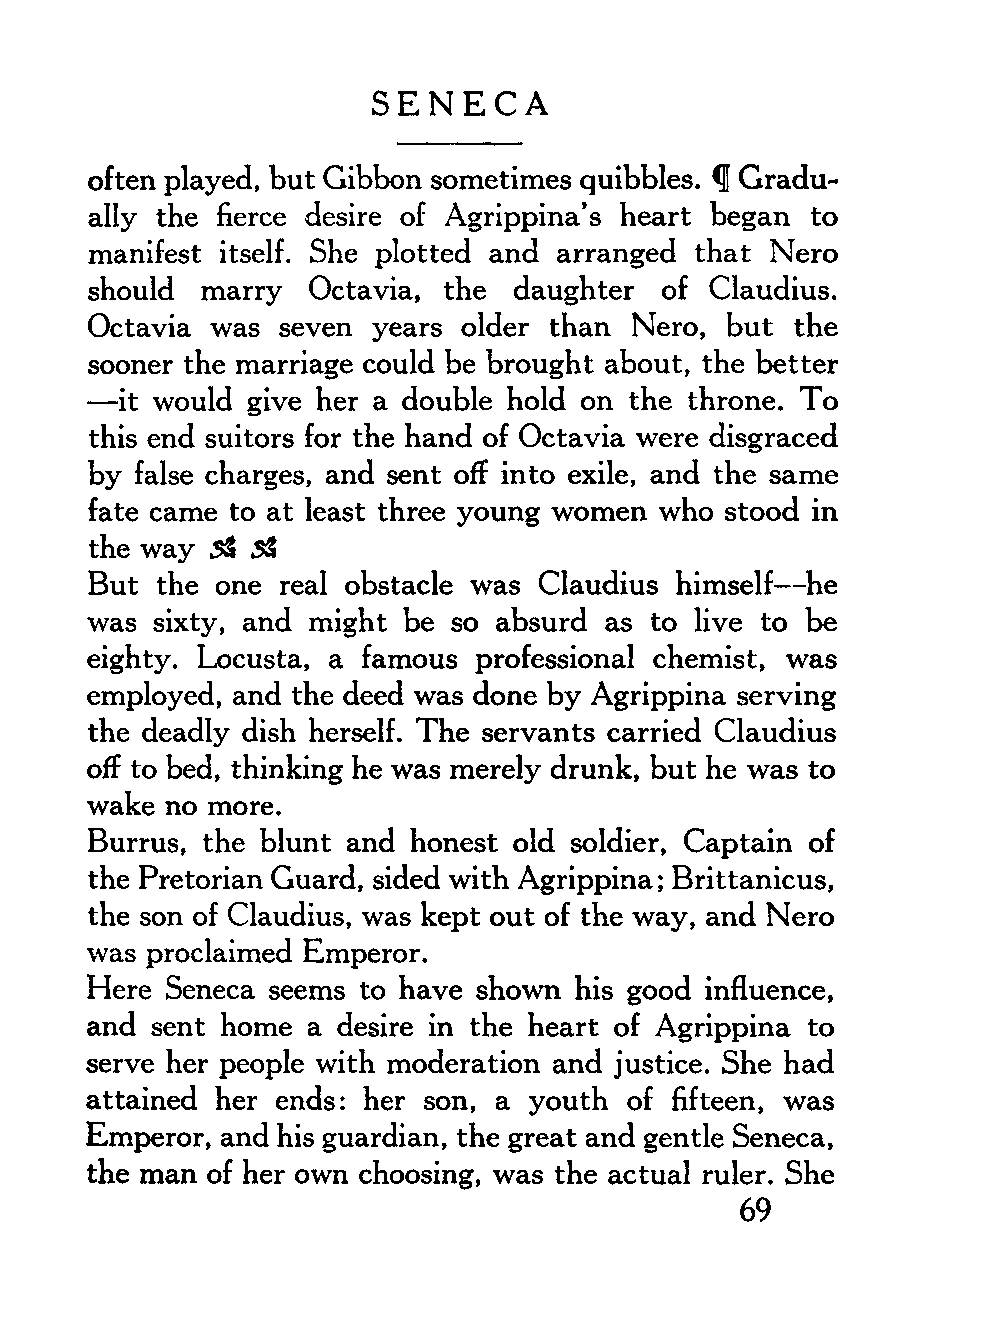 SENECA
often played, but Gibbon sometimes quibbles. ¶ Gradu-
ally the fierce desire of Agrippina's heart began to
manifest itself. She plotted and arranged that Nero
should marry Octavia, the daughter of Claudius.
Octavia was seven years older than Nero, but the
sooner the marriage could be brought about, the better
—it would give her a double hold on the throne. To
this end suitors for the hand of Octavia were disgraced
by false charges, and sent off into exile, and the same
fate came to at least three young women who stood in
the way
But the one real obstacle was Claudius himself—he
was sixty, and might be so absurd as to live to be
eighty. Locusta, a famous professional chemist, was
employed, and the deed was done by Agrippina serving
the deadly dish herself. The servants carried Claudius
off to bed, thinking he was merely drunk, but he was to
wake no more.
Burrus, the blunt and honest old soldier, Captain of
the Pretorian Guard, sided with Agrippina; Brittanicus,
the son of Claudius, was kept out of the way, and Nero
was proclaimed Emperor.
Here Seneca seems to have shown his good influence,
and sent home a desire in the heart of Agrippina to
serve her people with moderation and justice. She had
attained her ends: her son, a youth of fifteen, was
Emperor, and his guardian, the great and gentle Seneca,
the man of her own choosing, was the actual ruler. She
69